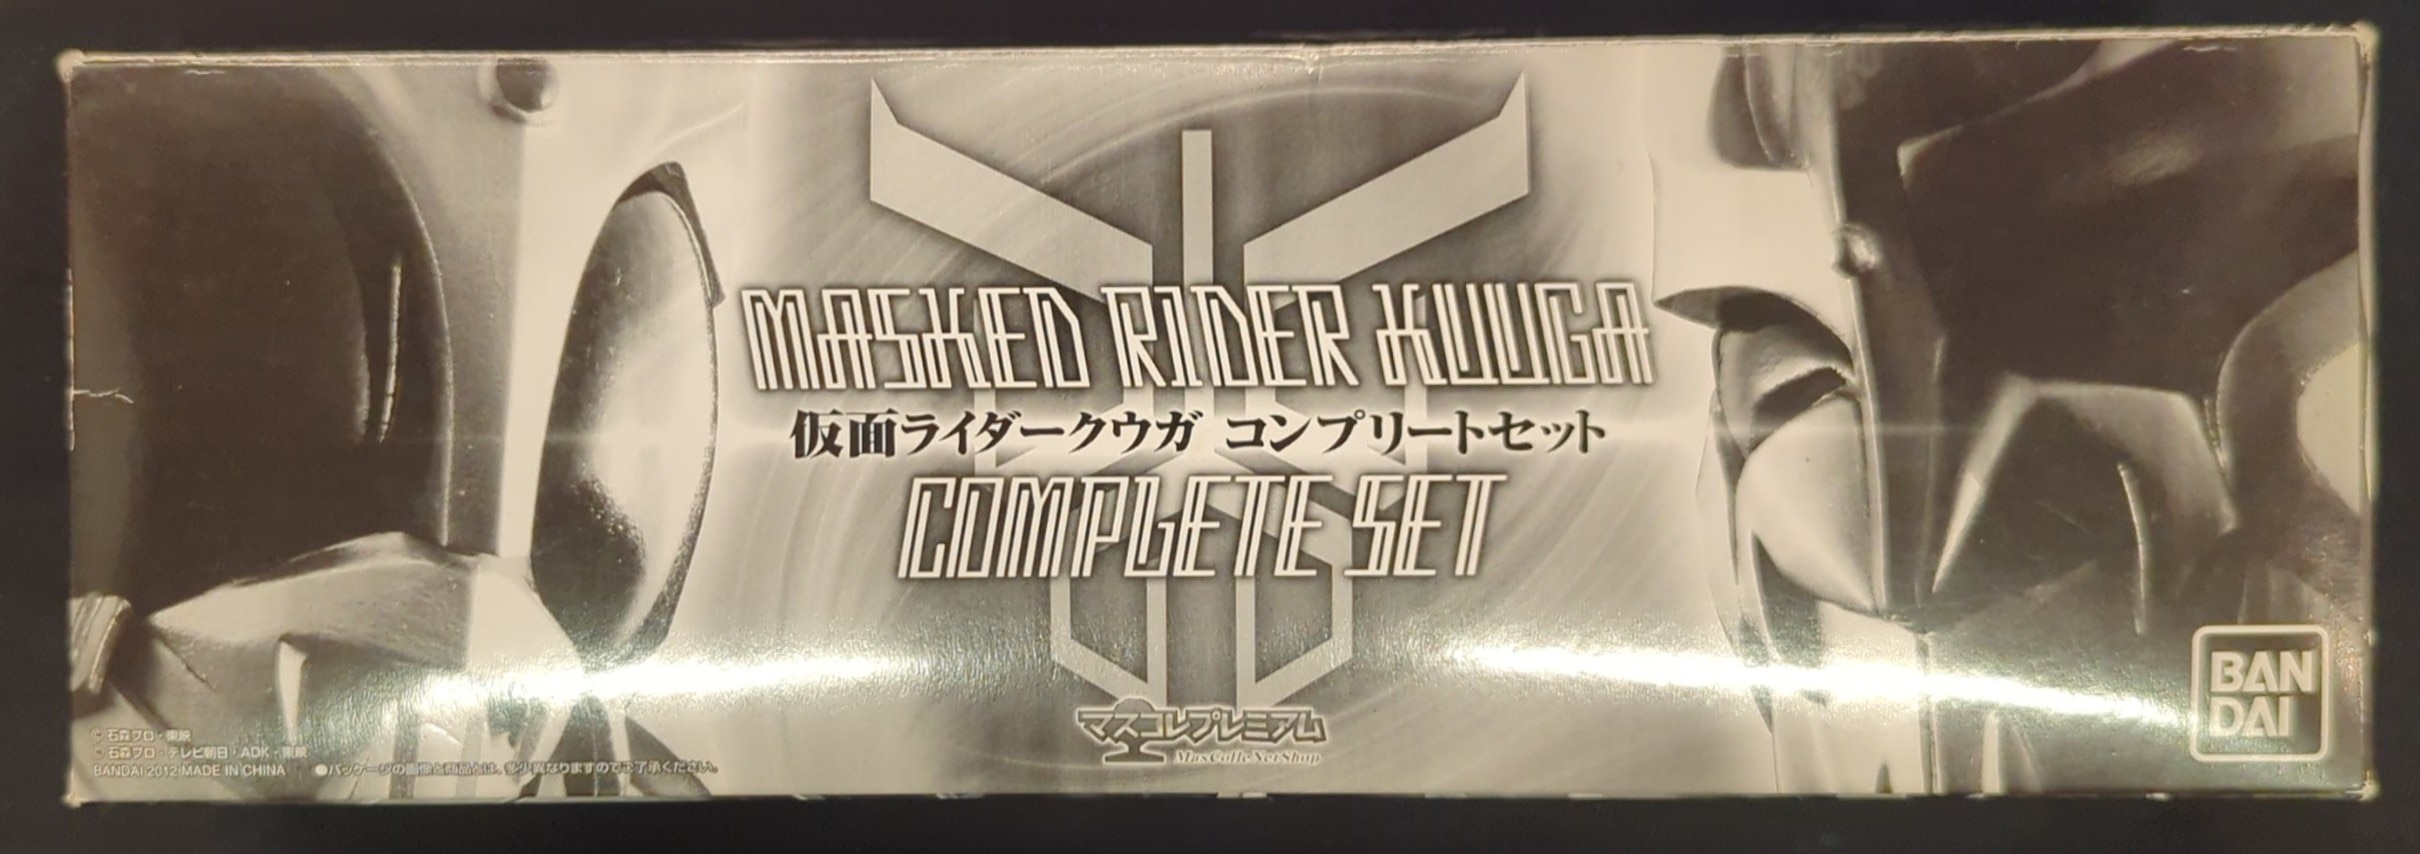 MASKED RIDER KUUGA
仮面ライダークウガ コンプリートセット
COMPLETE SET
マスコレプレミアム
MasColle Net Shop
BAN
DAI
© 石森プロ・東映
© 石森プロ・テレビ朝日・ADK・東映
BANDAI 2012 MADE IN CHINA ●パッケージの画像と商品とは、多少異なりますのでご了承ください。